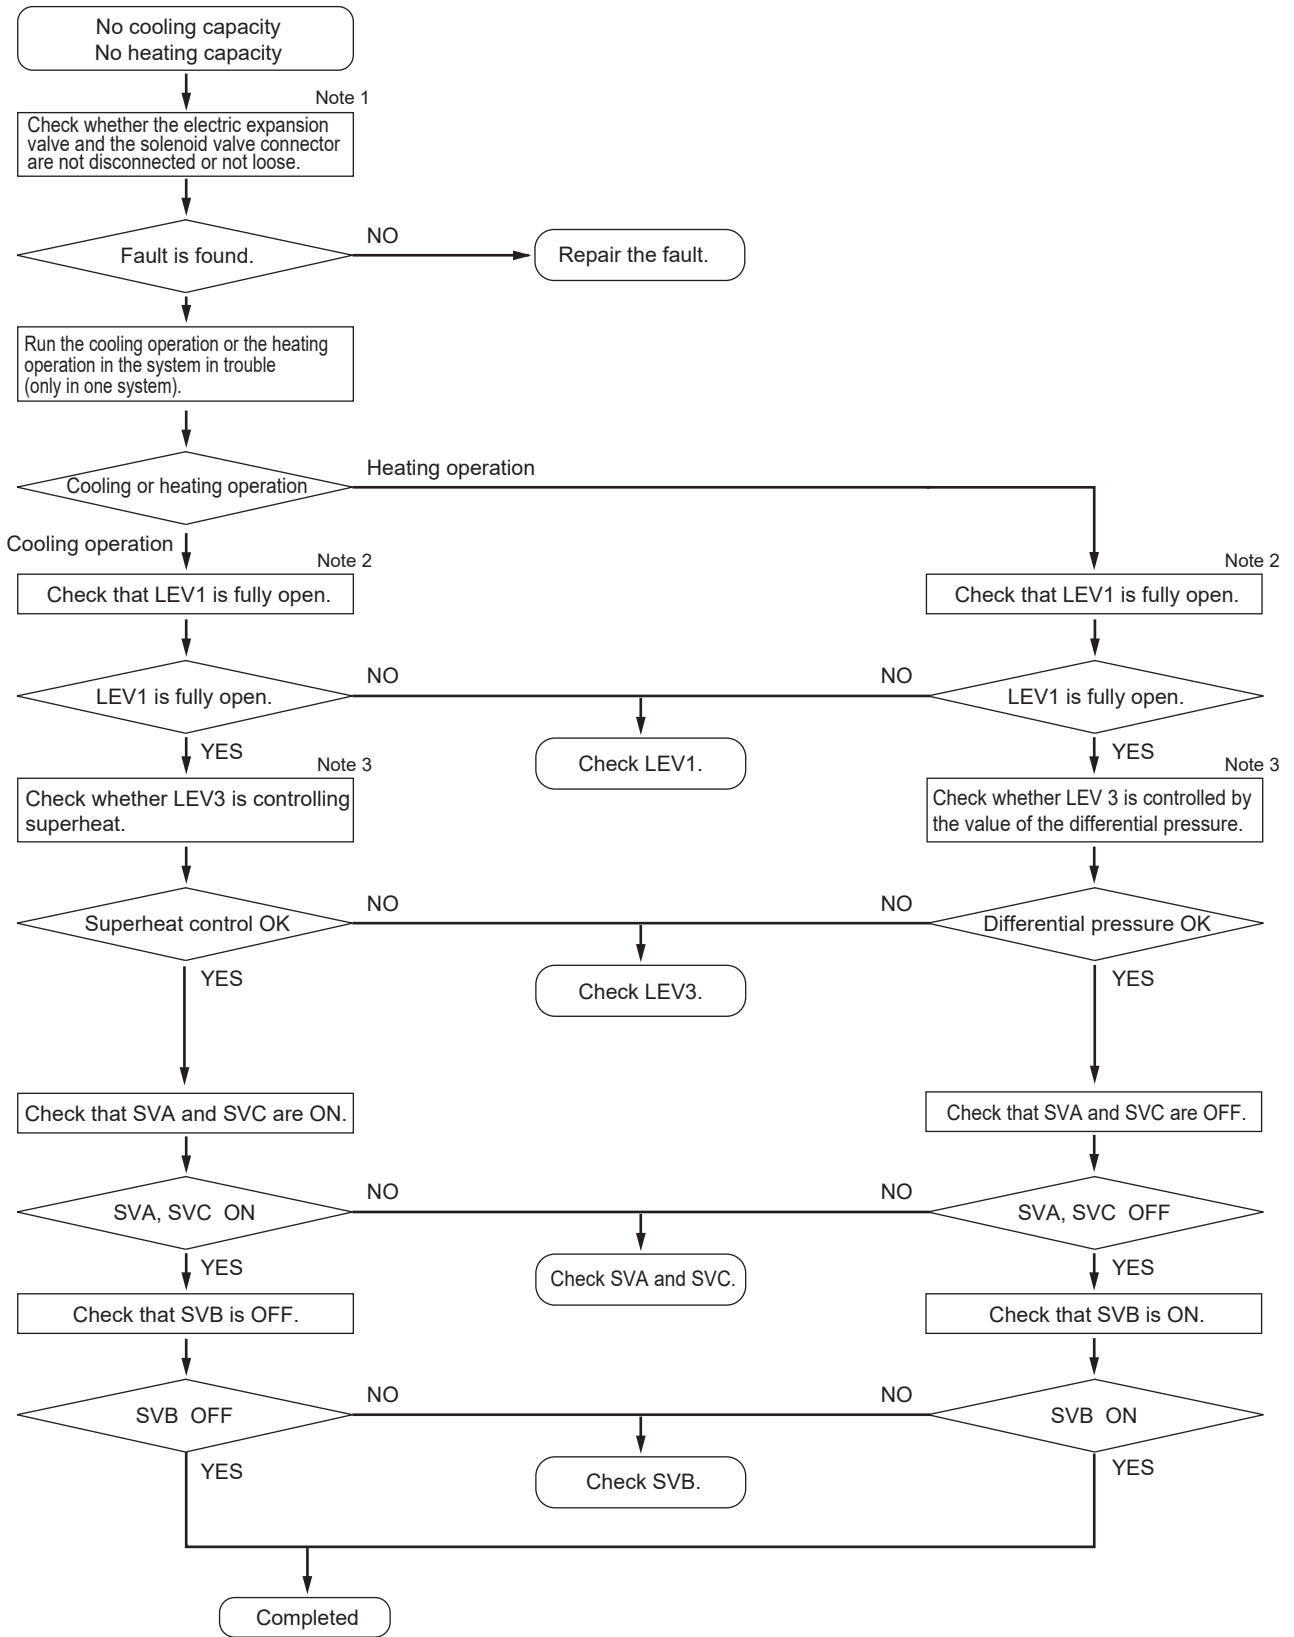 No cooling capacity
No heating capacity
Note 1
Check whether the electric expansion
valve and the solenoid valve connector
are not disconnected or not loose.
Fault is found.
NO
Repair the fault.
Run the cooling operation or the heating
operation in the system in trouble
(only in one system).
Cooling or heating operation
Heating operation
Cooling operation
Note 2
Check that LEV1 is fully open.
Note 2
Check that LEV1 is fully open.
LEV1 is fully open.
NO
NO
LEV1 is fully open.
Check LEV1.
YES
YES
Note 3
Check whether LEV3 is controlling
superheat.
Note 3
Check whether LEV 3 is controlled by
the value of the differential pressure.
Superheat control OK
NO
NO
Differential pressure OK
Check LEV3.
YES
YES
Check that SVA and SVC are ON.
Check that SVA and SVC are OFF.
SVA, SVC  ON
NO
NO
SVA, SVC  OFF
Check SVA and SVC.
YES
YES
Check that SVB is OFF.
Check that SVB is ON.
SVB  OFF
NO
NO
SVB  ON
Check SVB.
YES
YES
Completed